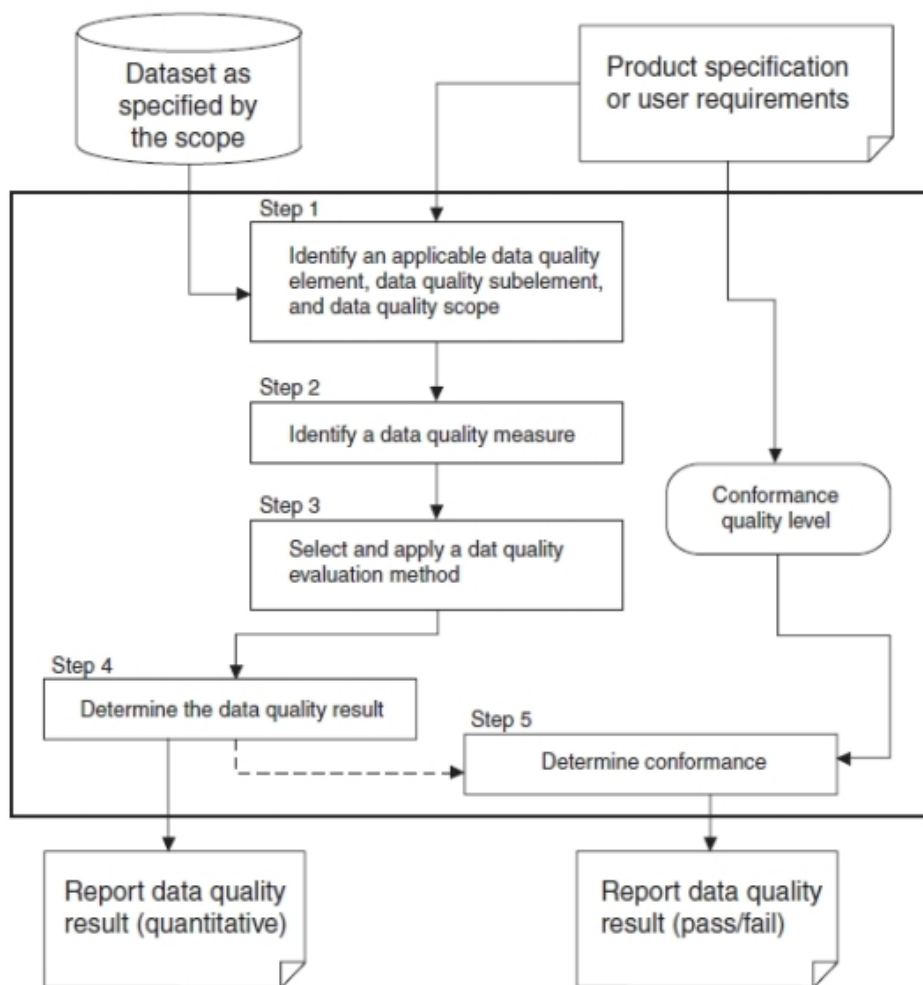 Dataset as
specified by
the scope
Product specification
or user requirements
Step 1
Identify an applicable data quality
element, data quality subelement,
and data quality scope
Step 2
Identify a data quality measure
Step 3
Select and apply a dat quality
evaluation method
Conformance
quality level
Step 4
Determine the data quality result
Step 5
Determine conformance
Report data quality
result (quantitative)
Report data quality
result (pass/fail)